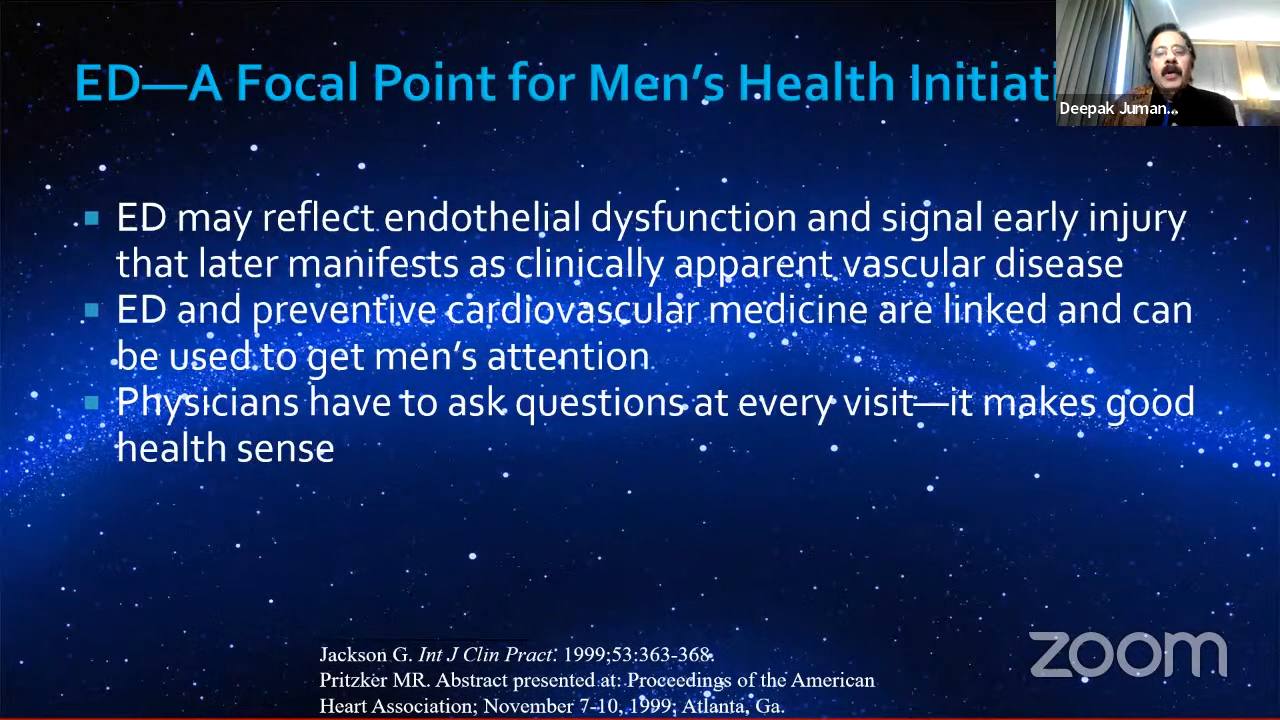 ED—A Focal Point for Men's Health Initiati
Deepak Juman...
ED may reflect endothelial dysfunction and signal early injury
that later manifests as clinically apparent vascular disease
ED and preventive cardiovascular medicine are linked and can
be used to get men's attention
Physicians have to ask questions at every visit—it makes good
health sense
Jackson G. Int J Clin Pract. 1999;53:363-368.
Pritzker MR. Abstract presented at: Proceedings of the American
Heart Association; November 7-10, 1999; Atlanta, Ga.
zoom